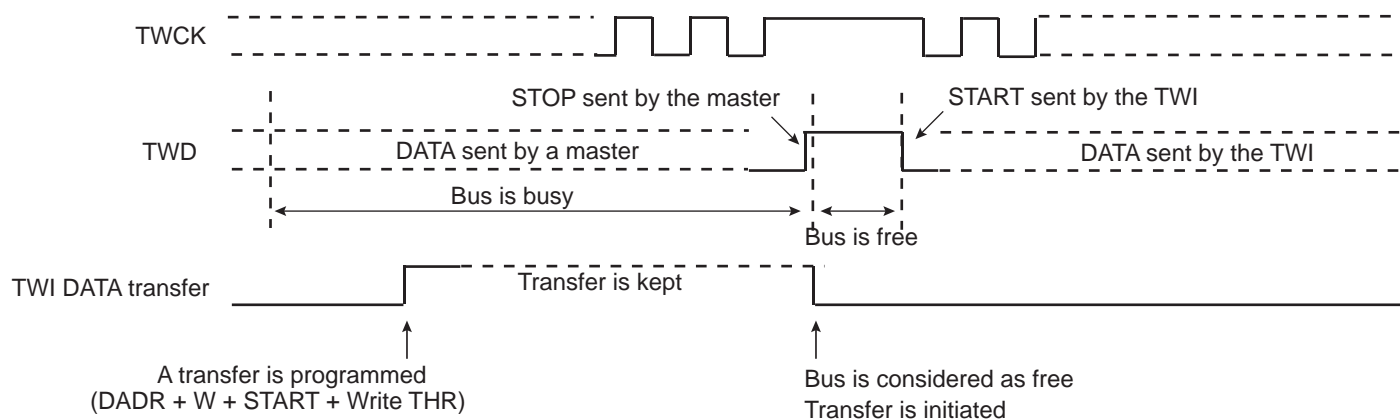 TWCK
STOP sent by the master
START sent by the TWI
TWD
DATA sent by a master
DATA sent by the TWI
Bus is busy
Bus is free
TWI DATA transfer
Transfer is kept
A transfer is programmed
(DADR + W + START + Write THR)
Bus is considered as free
Transfer is initiated